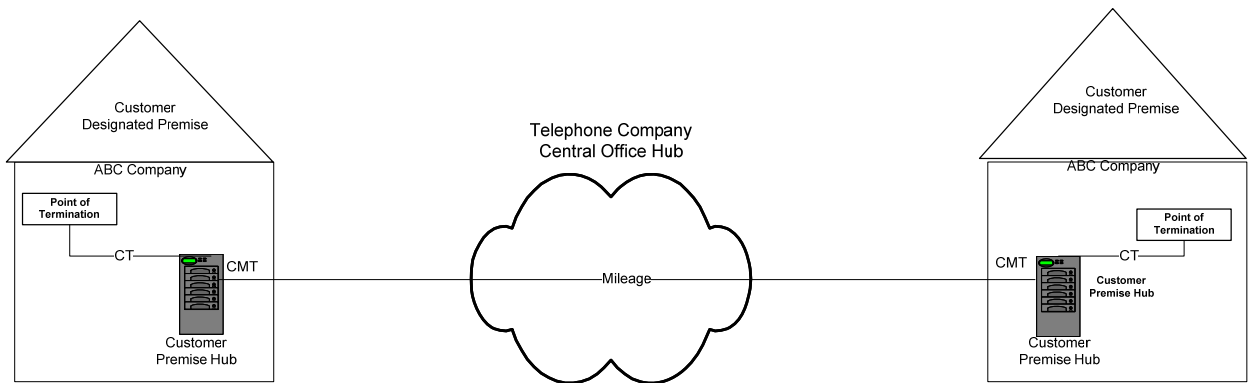 Customer
Designated Premise
ABC Company
Point of
Termination
CT
CMT
Customer
Premise Hub
Telephone Company
Central Office Hub
Mileage
Customer
Designated Premise
ABC Company
Point of
Termination
CT
CMT
Customer
Premise Hub
Customer
Premise Hub